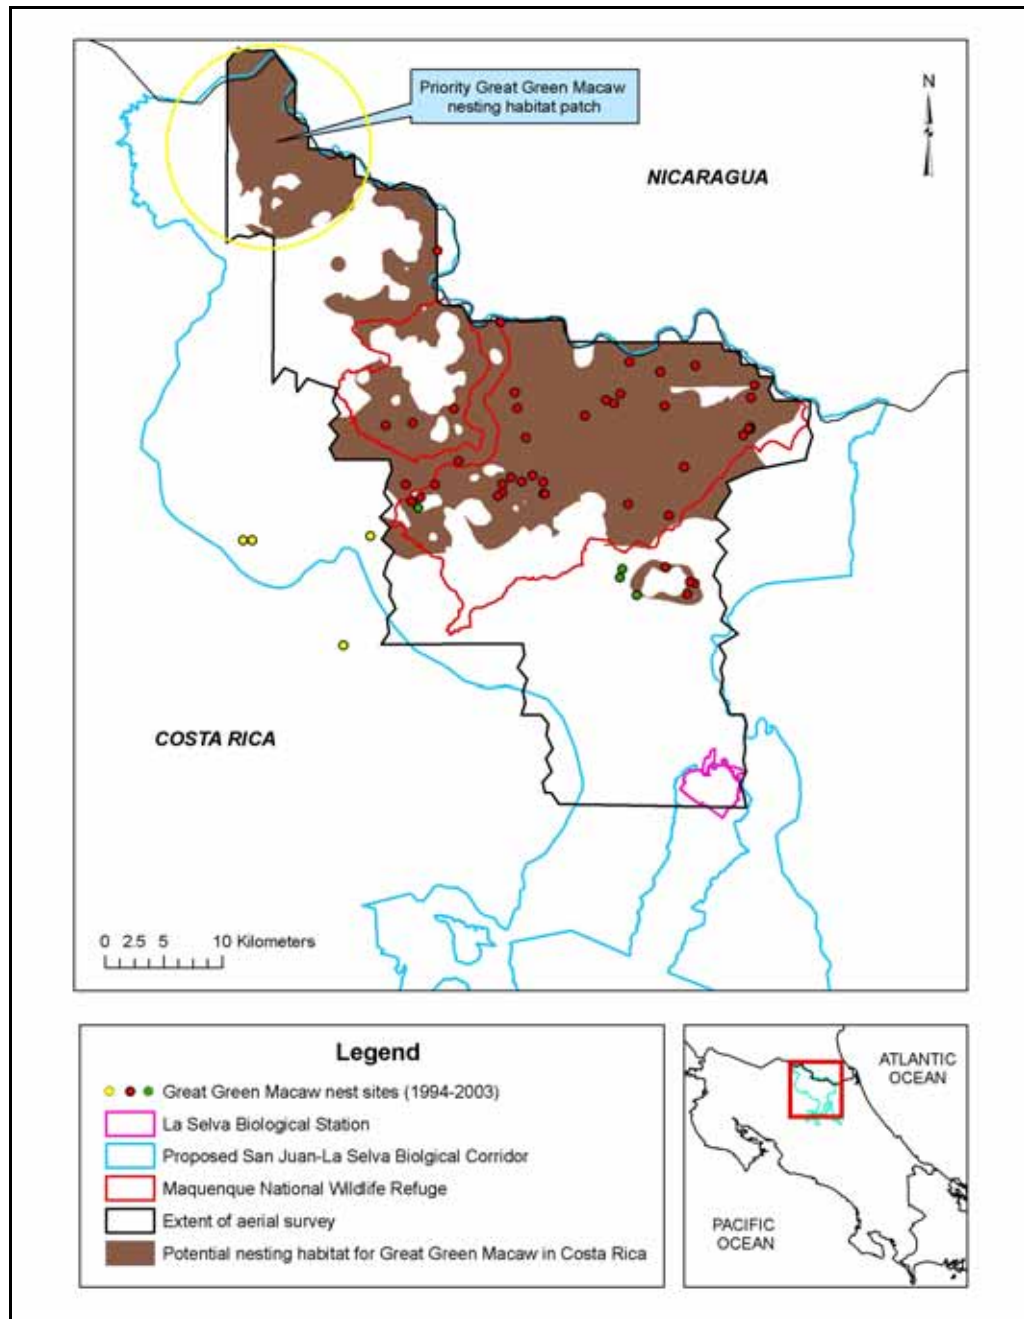 Priority Great Green Macaw
nesting habitat patch
N
NICARAGUA
COSTA RICA
0 2.5 5 10 Kilometers
Legend
Great Green Macaw nest sites (1994-2003)
La Selva Biological Station
Proposed San Juan-La Selva Biolgical Corridor
Maquenque National Wildlife Refuge
Extent of aerial survey
Potential nesting habitat for Great Green Macaw in Costa Rica
ATLANTIC
OCEAN
PACIFIC
OCEAN